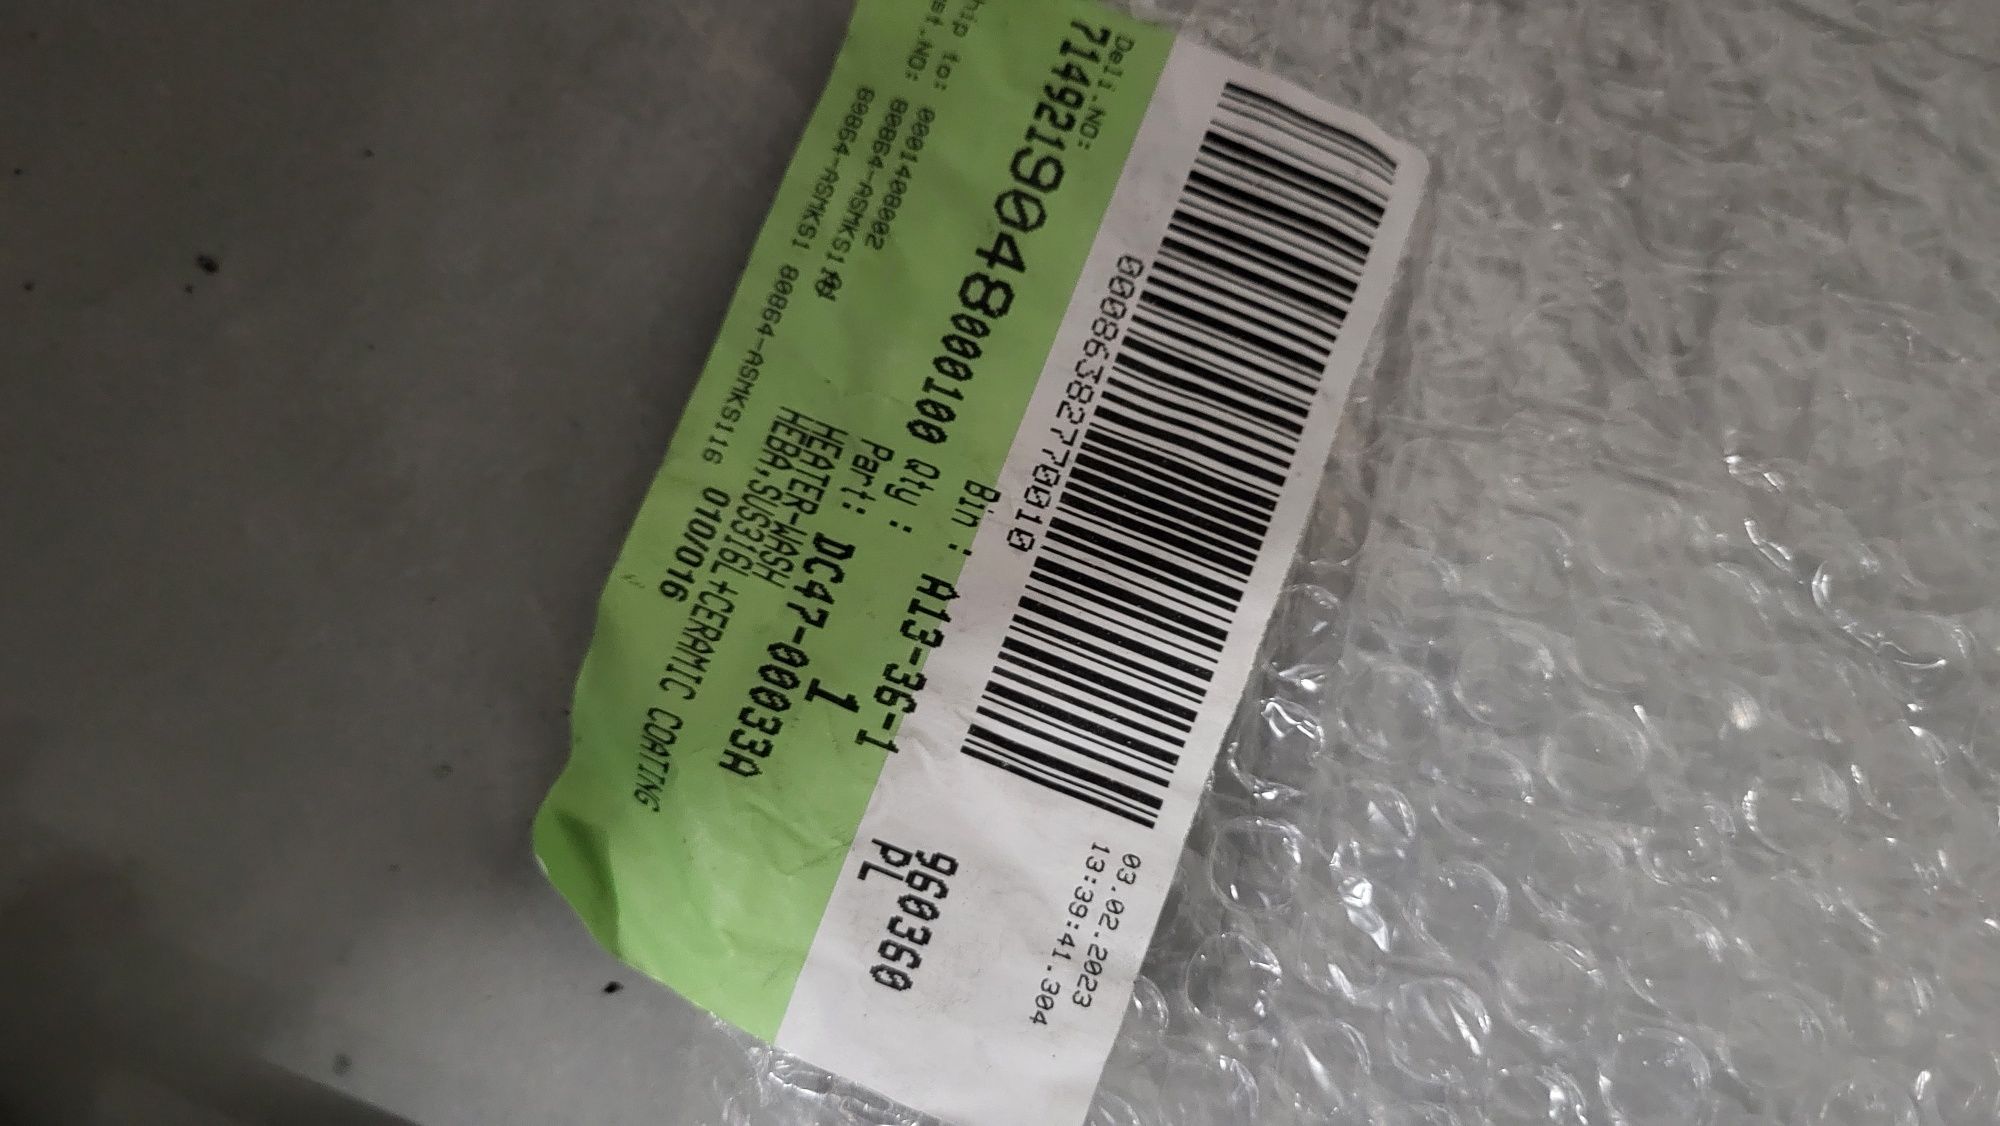 Deli.NO:
7149219048000100
hip to: 0001408002
st.NO: 80864-ASMKS1
80864-ASMKS1 80864-ASMKS116 010/016
00086382770010
Bin : A13-36-1
Qty : 1
Part: DC47-00033A
HEATER-WASH
HEBA,SUS316L+CERAMIC COATING
03.02.2023
13:39:41.304
960360
PL